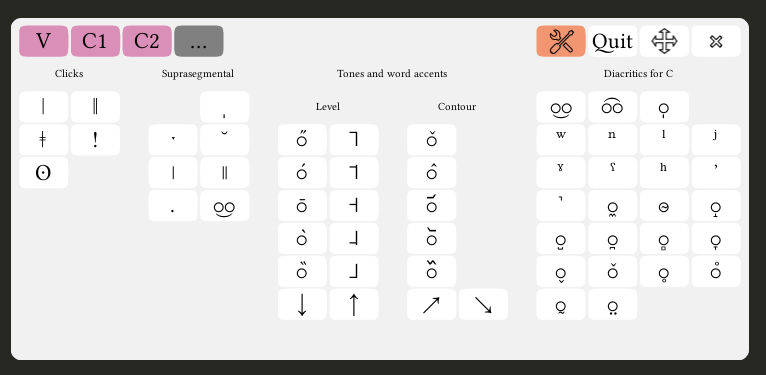 V C1 C2 ... Quit
Clicks Suprasegmental Tones and word accents Diacritics for C
Level Contour
ǀ ǁ ˌ o͜o o͡o o̩
ǂ ǃ ˑ ̆ ő ˥ ǒ ʷ ⁿ ˡ ʲ
ʘ | ‖ ó ˦ ô ˠ ˤ ʰ ʼ
. o͜o ō ˧ o᷄ ̚ o̼ ɵ o̞
ò ˨ o᷅ o̺ o̪ o̻ o̞
ȍ ˩ o᷈ o̬ ǒ o̥ o̊
↓ ↑ ↗ ↘ o̰ o̤